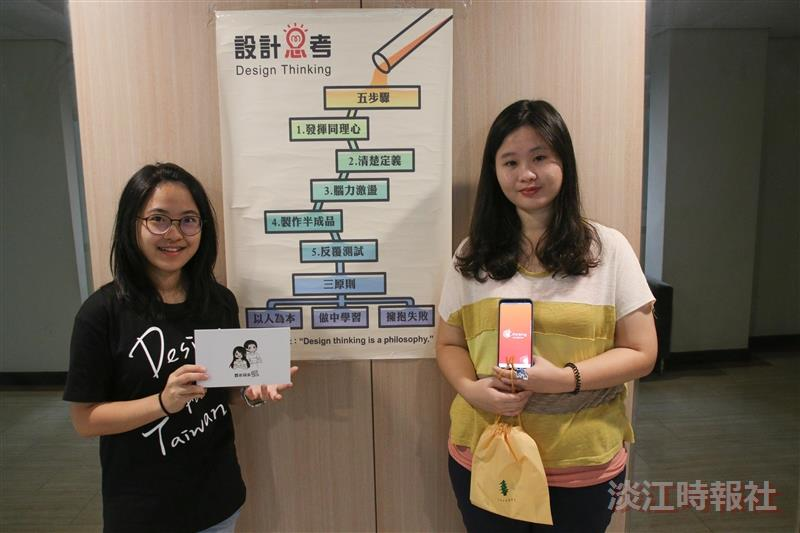 設計思考
Design Thinking
五步驟
1.發揮同理心
2.清楚定義
3.腦力激盪
4.製作半成品
5.反覆測試
三原則
以人為本
做中學習
擁抱失敗
: "Design thinking is a philosophy."
Desi
Taiwan
淡江時報社